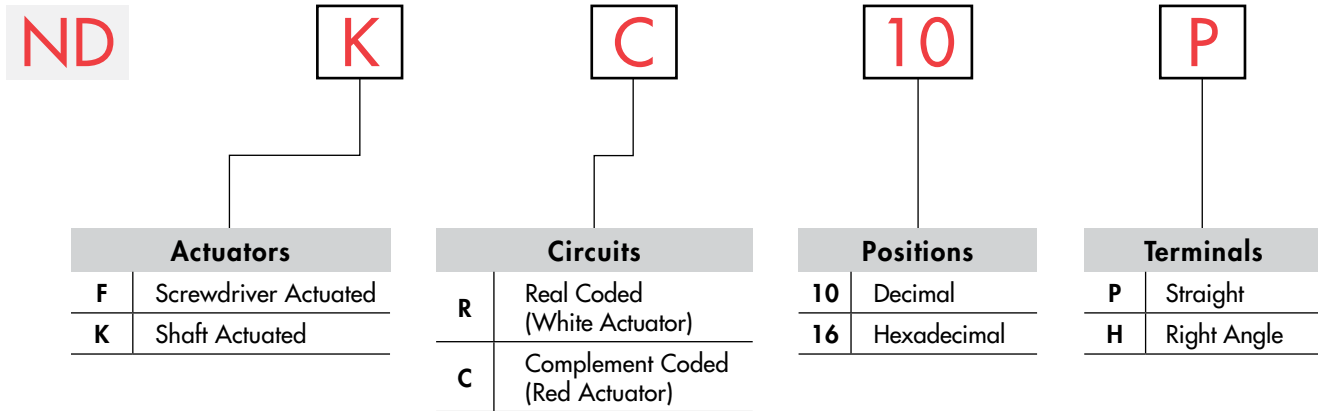 ND K C 10 P
Actuators
F Screwdriver Actuated
K Shaft Actuated
Circuits
R Real Coded
(White Actuator)
C Complement Coded
(Red Actuator)
Positions
10 Decimal
16 Hexadecimal
Terminals
P Straight
H Right Angle